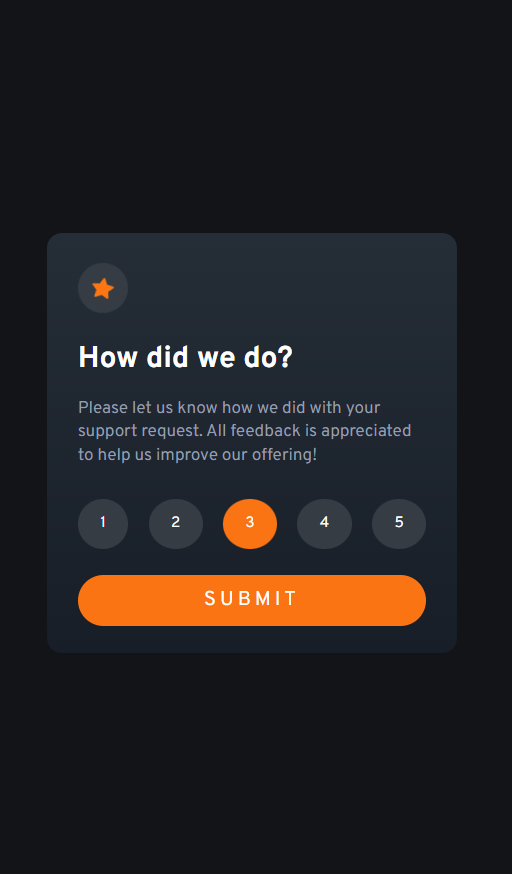 How did we do?
Please let us know how we did with your
support request. All feedback is appreciated
to help us improve our offering!
1 2 3 4 5
SUBMIT